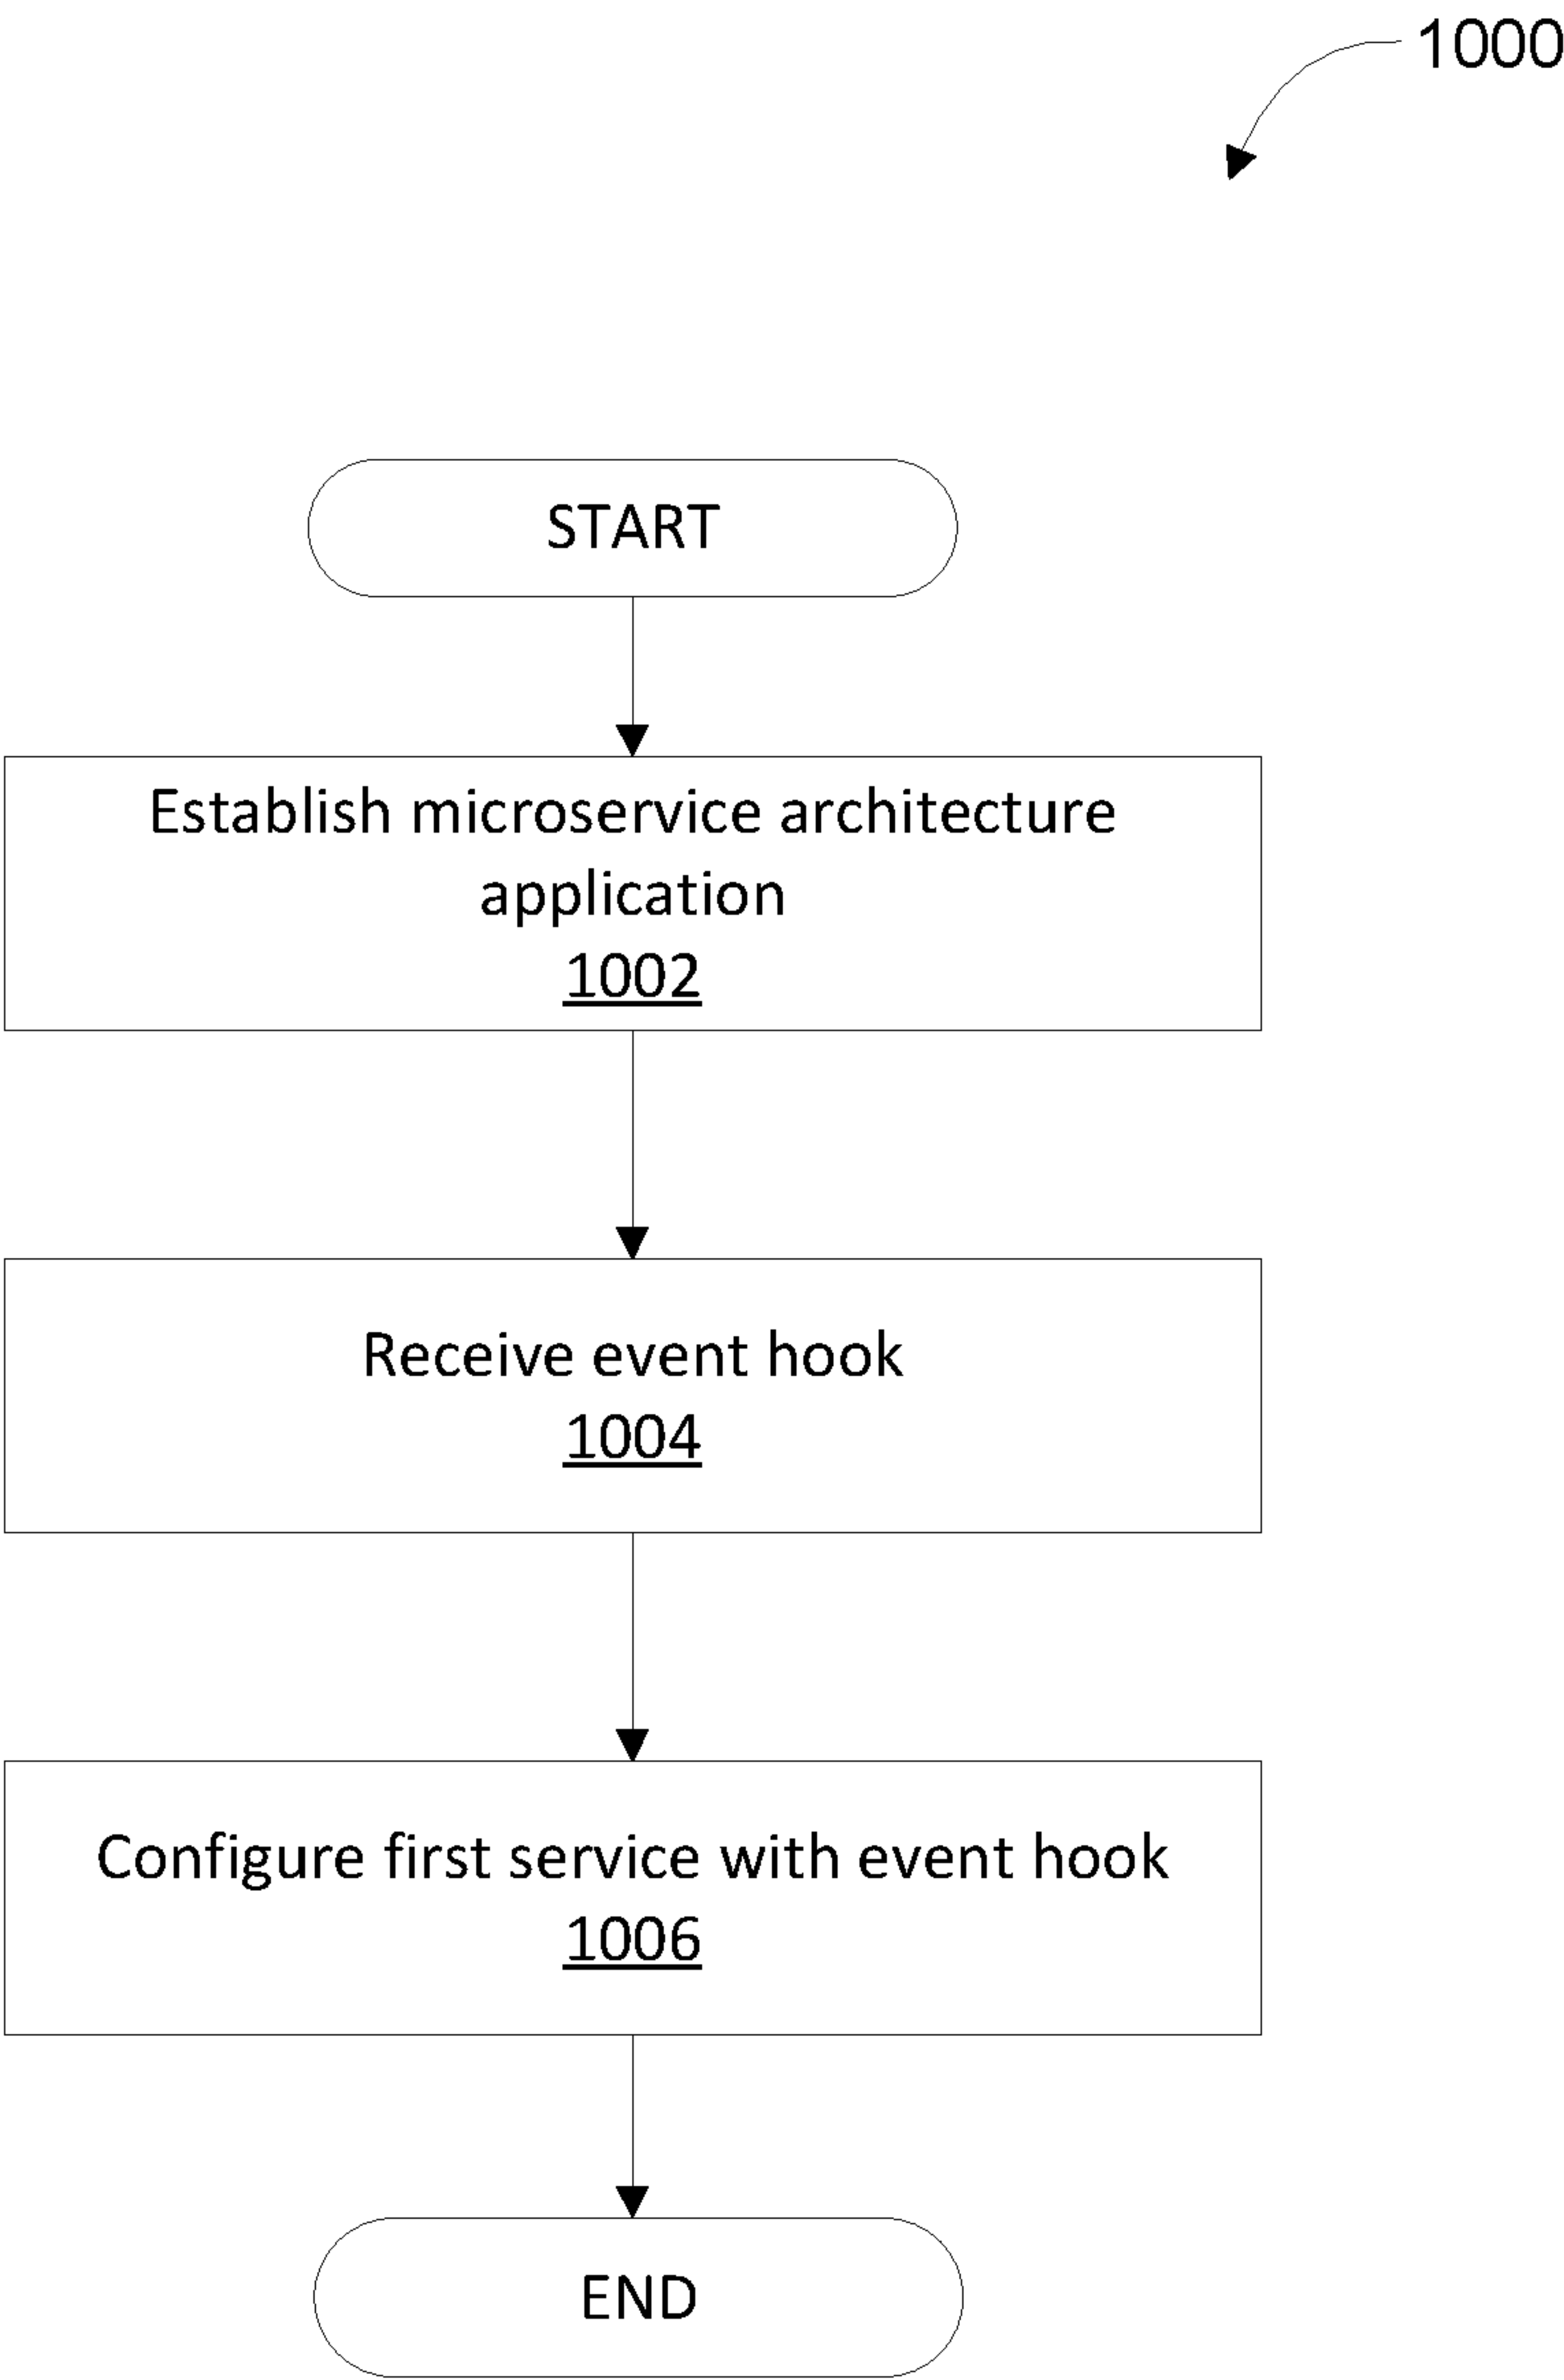 1000
START
Establish microservice architecture
application
1002
Receive event hook
1004
Configure first service with event hook
1006
END